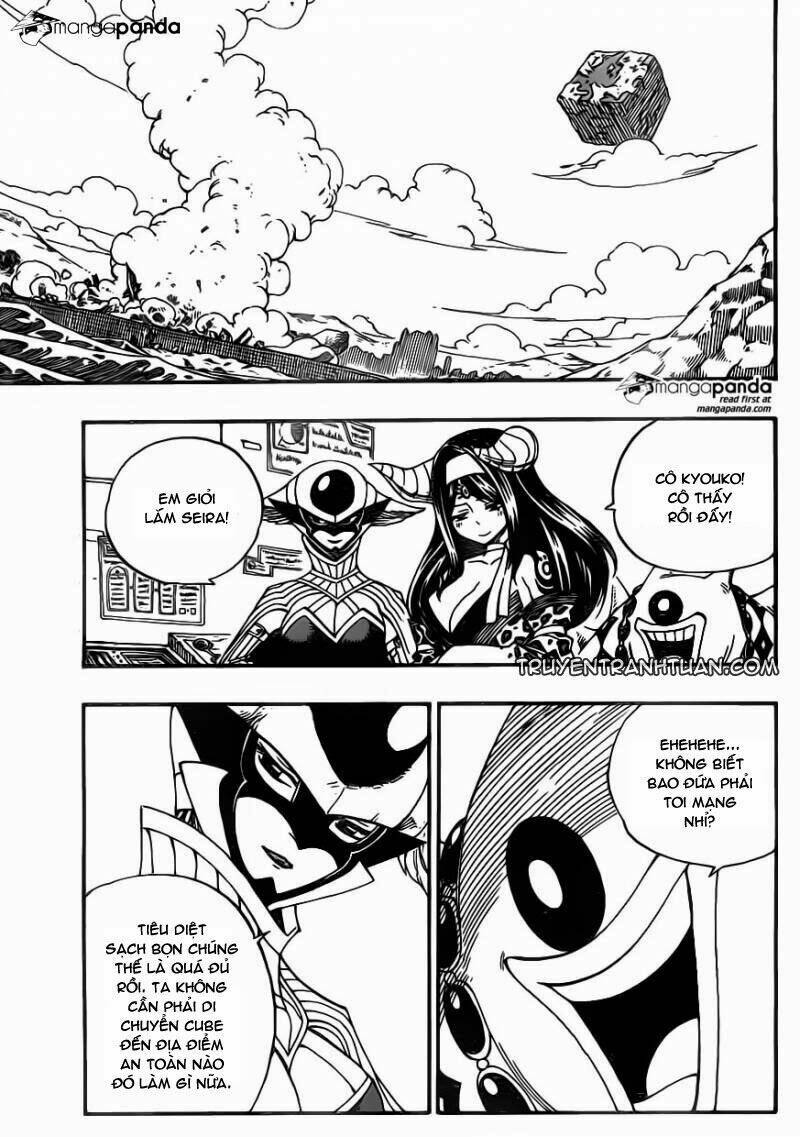 mangapanda
mangapanda
read first at
mangapanda.com
CÔ KYOUKO!
CÔ THẤY
RỒI ĐẤY!
EM GIỎI
LẮM SEIRA!
TRUYENTRANHTUAN.COM
EHEHEHE...
KHÔNG BIẾT
BAO ĐỨA PHẢI
TOI MẠNG
NHỈ?
TIÊU DIỆT
SẠCH BỌN CHÚNG
THẾ LÀ QUÁ ĐỦ
RỒI. TA KHÔNG
CẦN PHẢI DI
CHUYỂN CUBE
ĐẾN ĐỊA ĐIỂM
AN TOÀN NÀO
ĐÓ LÀM GÌ NỮA.